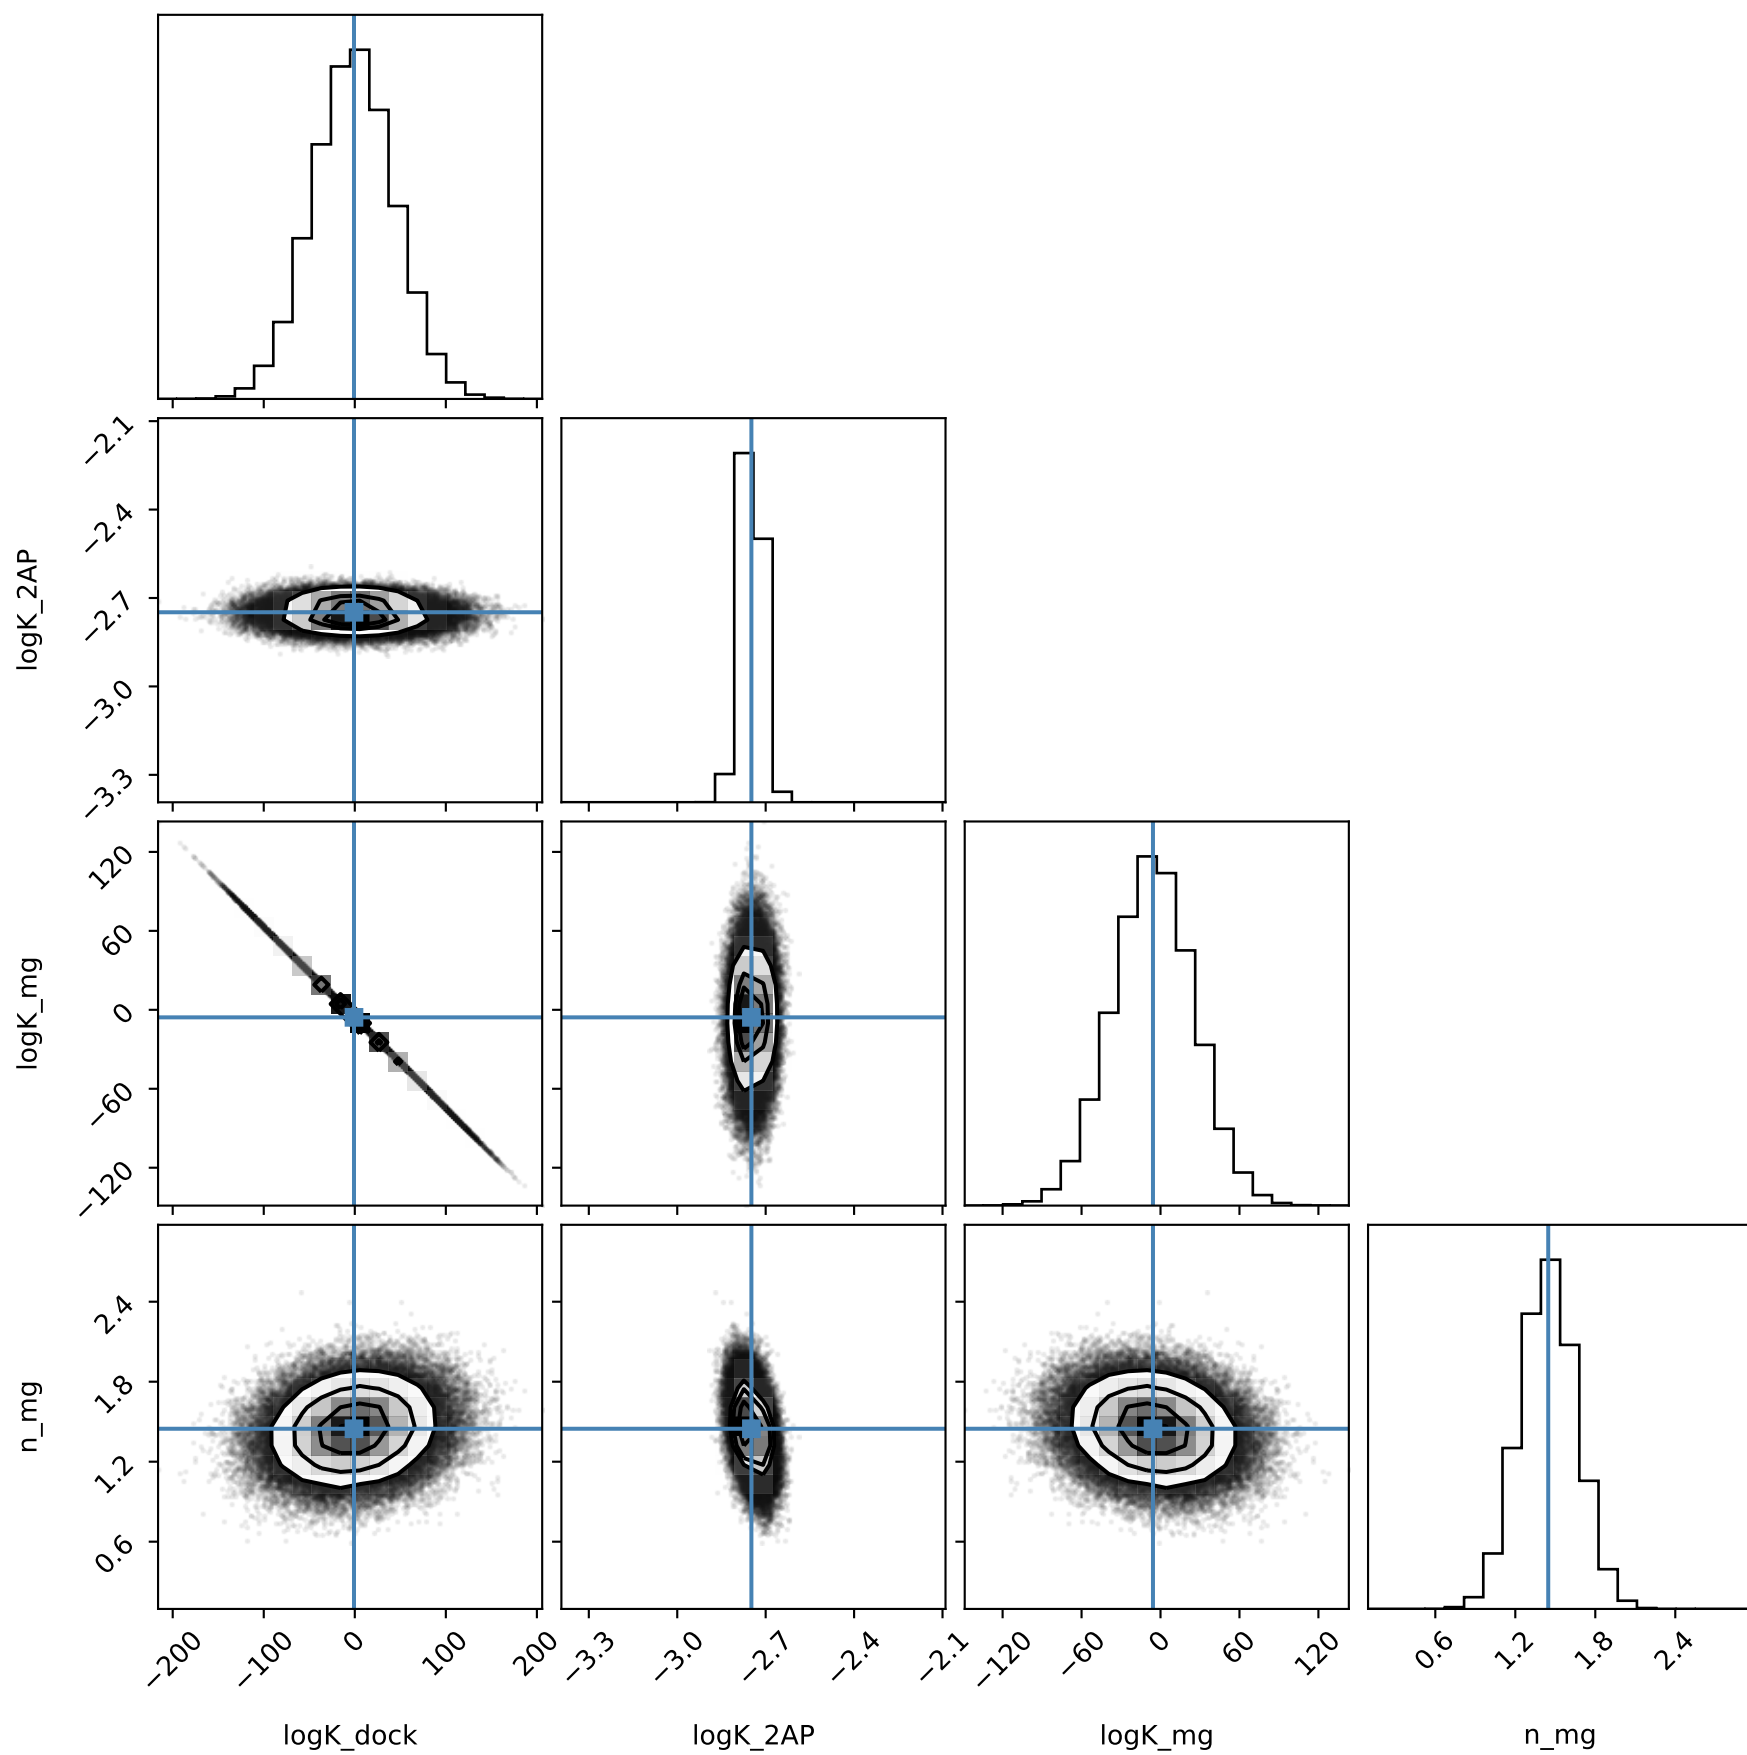 −2.1
−2.4
−2.7
−3.0
−3.3
logK_2AP
120
60
0
−60
−120
logK_mg
2.4
1.8
1.2
0.6
n_mg
−200 −100 0 100 200
−3.3 −3.0 −2.7 −2.4 −2.1
−120 −60 0 60 120
0.6 1.2 1.8 2.4
logK_dock logK_2AP logK_mg n_mg